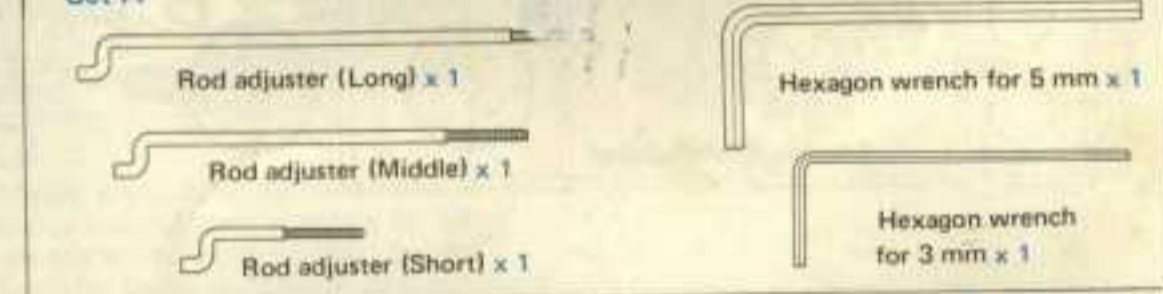 Rod adjuster (Long) x 1
Hexagon wrench for 5 mm x 1
Rod adjuster (Middle) x 1
Hexagon wrench
for 3 mm x 1
Rod adjuster (Short) x 1